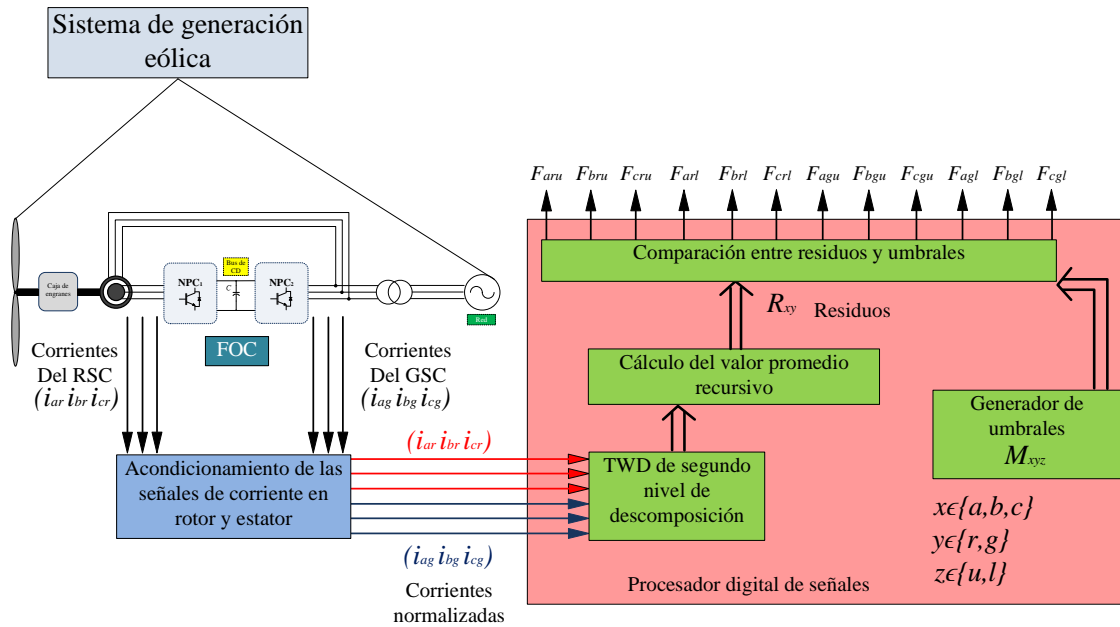 Sistema de generación
eólica
Caja de
engranes
NPC1
Bus de
CD
C
NPC2
Red
FOC
Corrientes
Del RSC
(iar ibr icr)
Corrientes
Del GSC
(iag ibg icg)
Acondicionamiento de las
señales de corriente en
rotor y estator
(iar ibr icr)
(iag ibg icg)
Corrientes
normalizadas
Faru Fbru Fcru Farl Fbrl Fcrl Fagu Fbgu Fcgu Fagl Fbgl Fcgl
Comparación entre residuos y umbrales
Rxy Residuos
Cálculo del valor promedio
recursivo
Generador de
umbrales
Mxyz
TWD de segundo
nivel de
descomposición
xϵ{a,b,c}
yϵ{r,g}
zϵ{u,l}
Procesador digital de señales